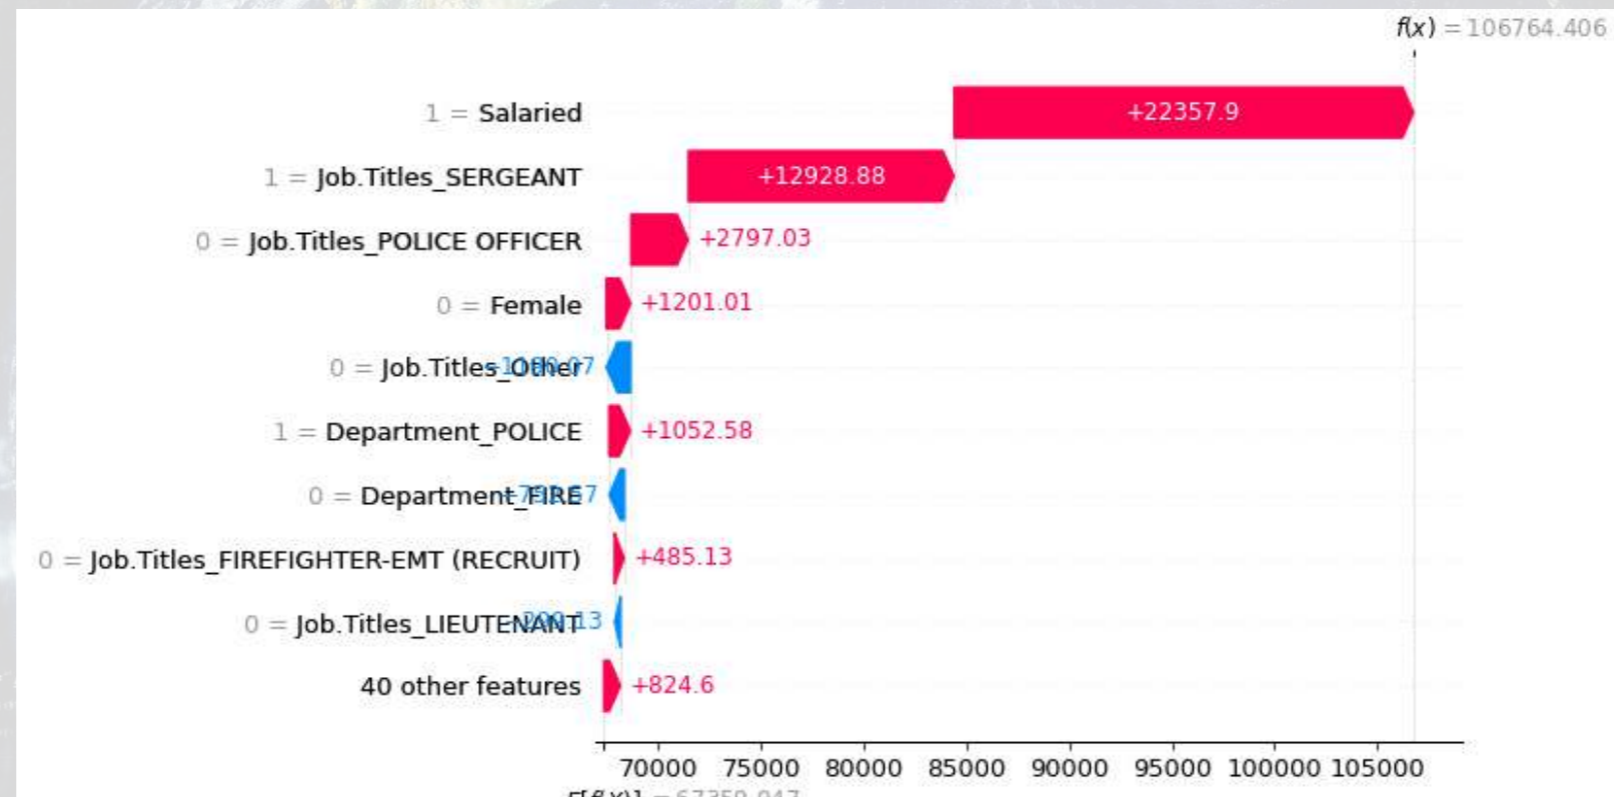 f(x) = 106764.406
1 = Salaried +22357.9
1 = Job.Titles_SERGEANT +12928.88
0 = Job.Titles_POLICE OFFICER +2797.03
0 = Female +1201.01
0 = Job.Titles_Other
1 = Department_POLICE +1052.58
0 = Department_FIRE
0 = Job.Titles_FIREFIGHTER-EMT (RECRUIT) +485.13
0 = Job.Titles_LIEUTENANT
40 other features +824.6
70000 75000 80000 85000 90000 95000 100000 105000